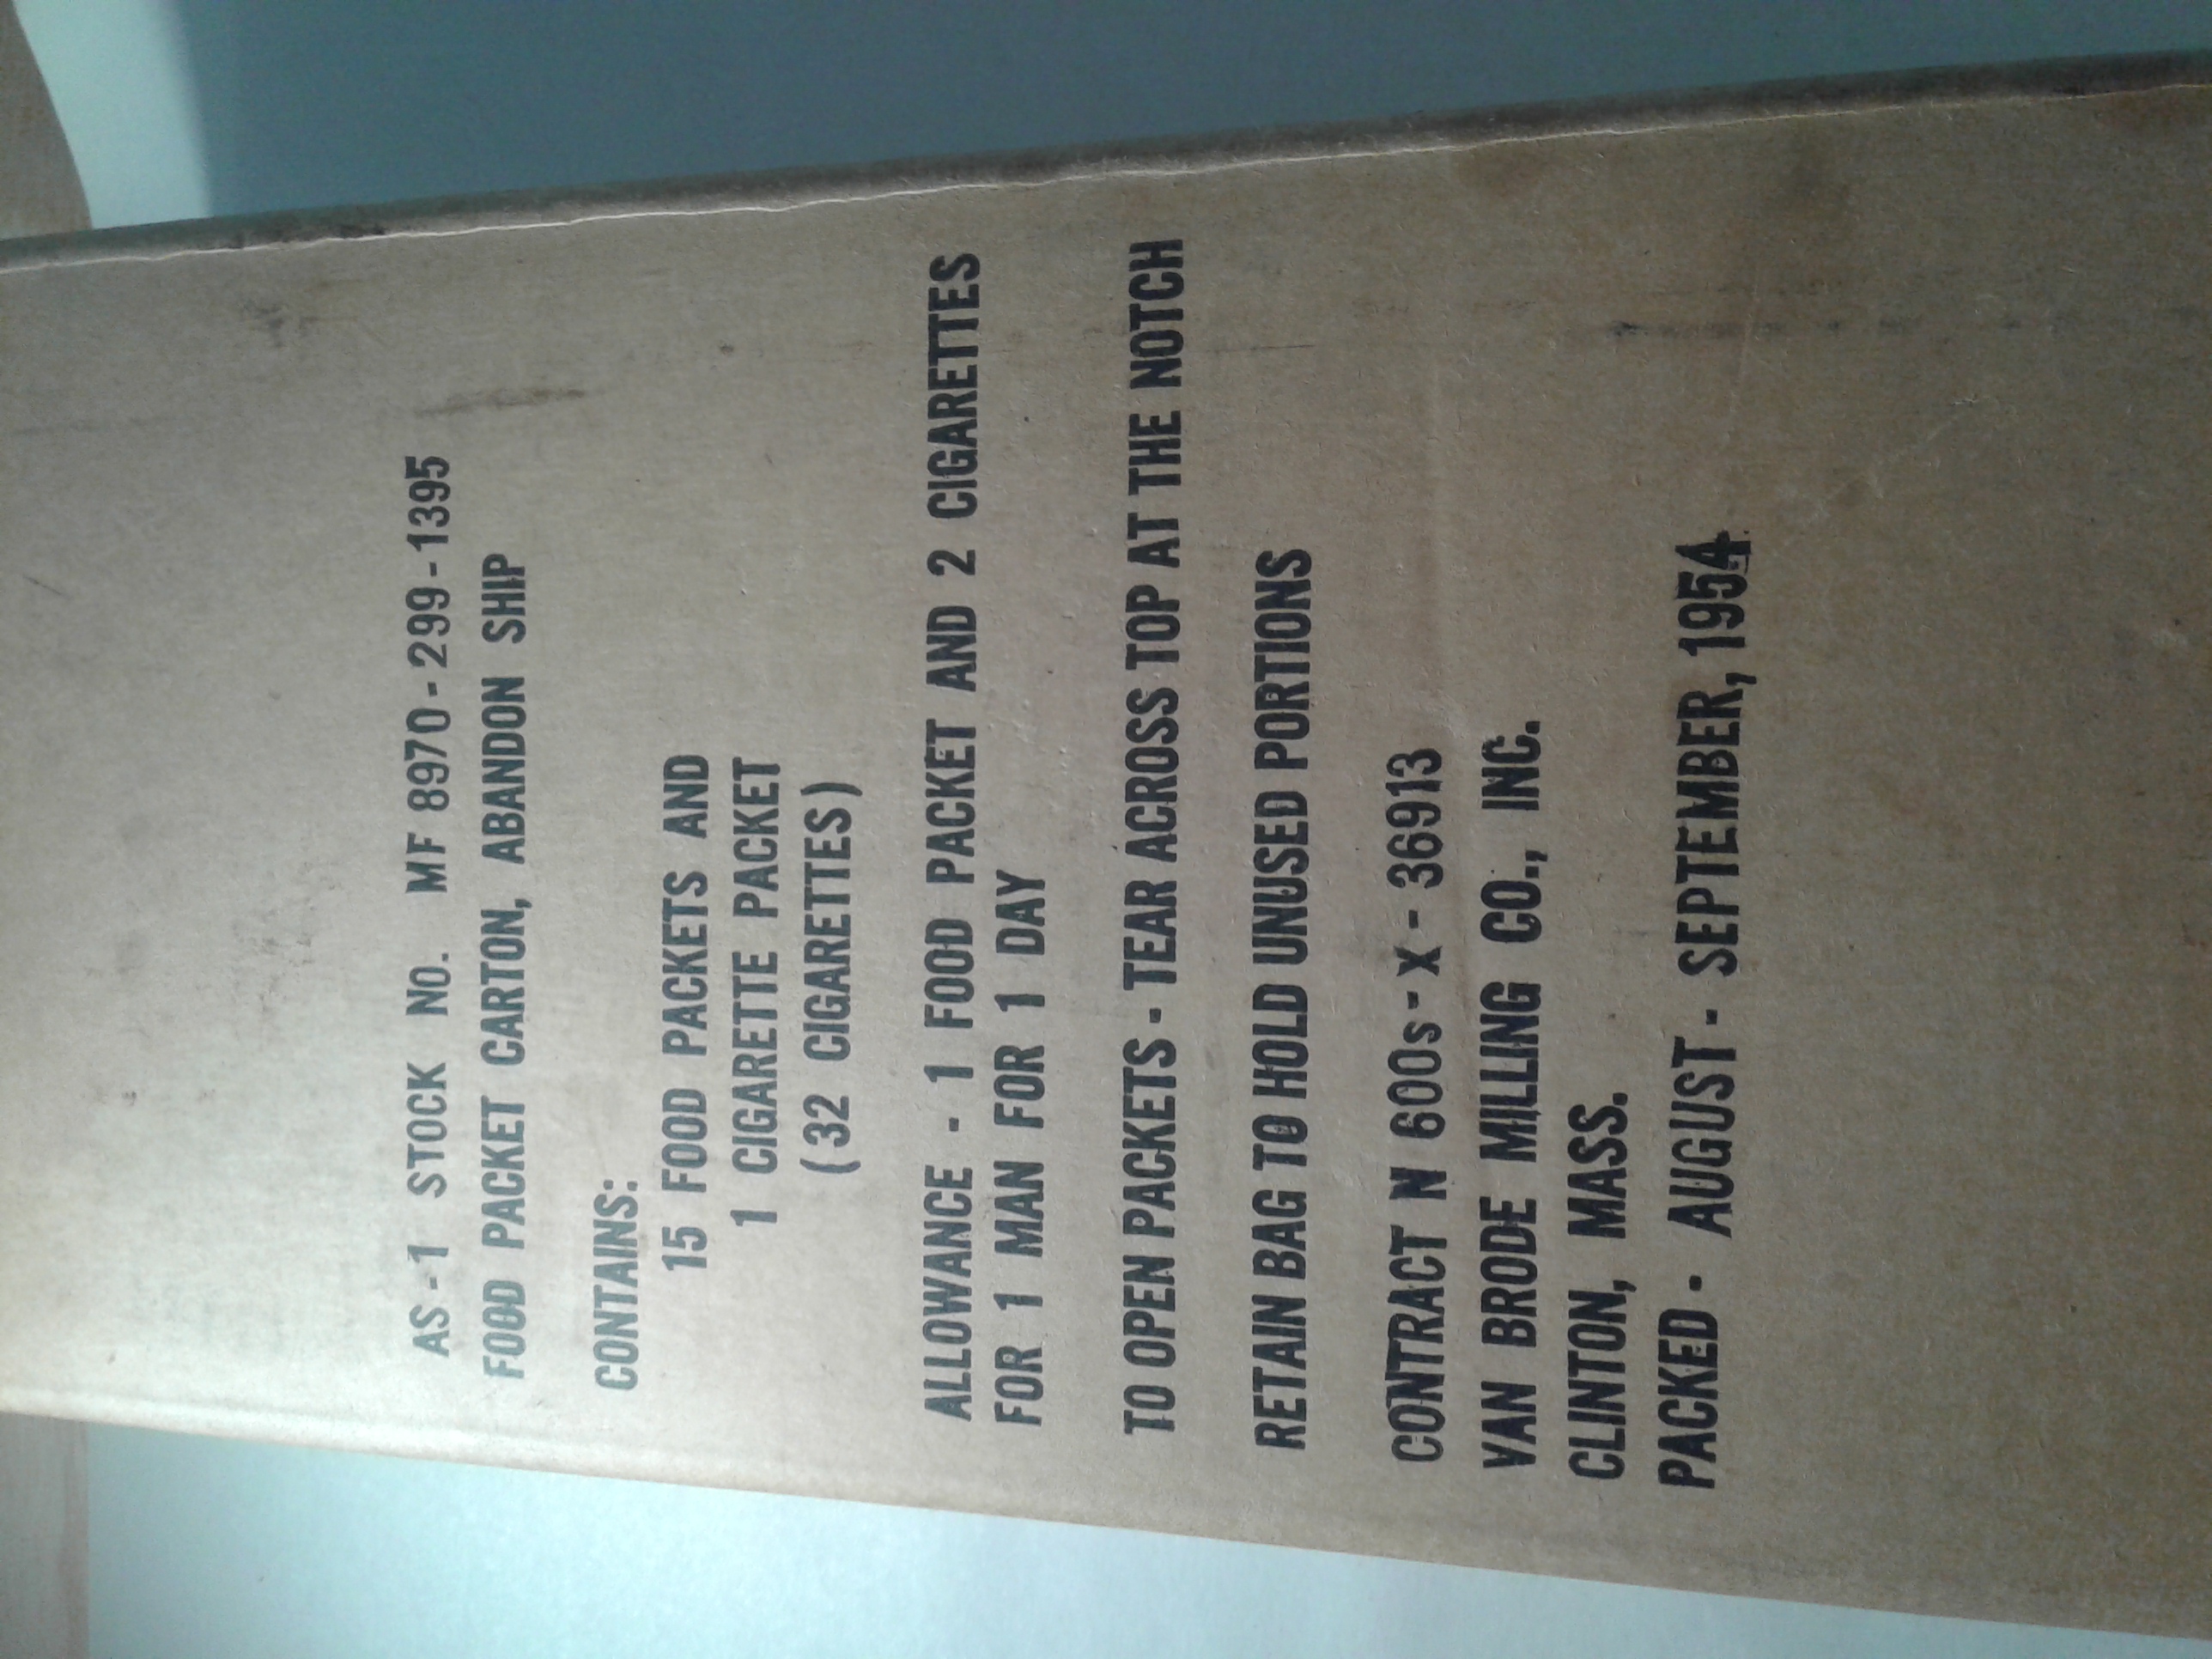 AS-1 STOCK NO. MF 8970-299-1395
FOOD PACKET CARTON, ABANDON SHIP
CONTAINS:
15 FOOD PACKETS AND
1 CIGARETTE PACKET
(32 CIGARETTES)
ALLOWANCE - 1 FOOD PACKET AND 2 CIGARETTES
FOR 1 MAN FOR 1 DAY
TO OPEN PACKETS - TEAR ACROSS TOP AT THE NOTCH
RETAIN BAG TO HOLD UNUSED PORTIONS
CONTRACT N 600s-X-36913
VAN BRODE MILLING CO., INC.
CLINTON, MASS.
PACKED - AUGUST - SEPTEMBER, 1954